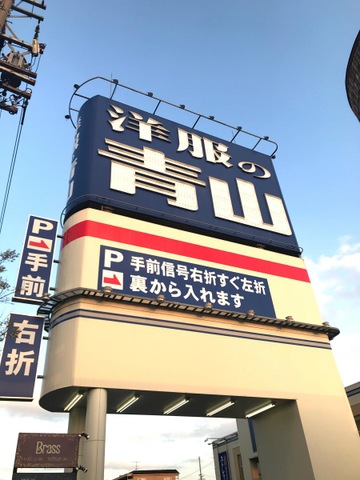 洋服の
青山
P 手前信号右折すぐ左折
裏から入れます
P
手前
右折
Brass